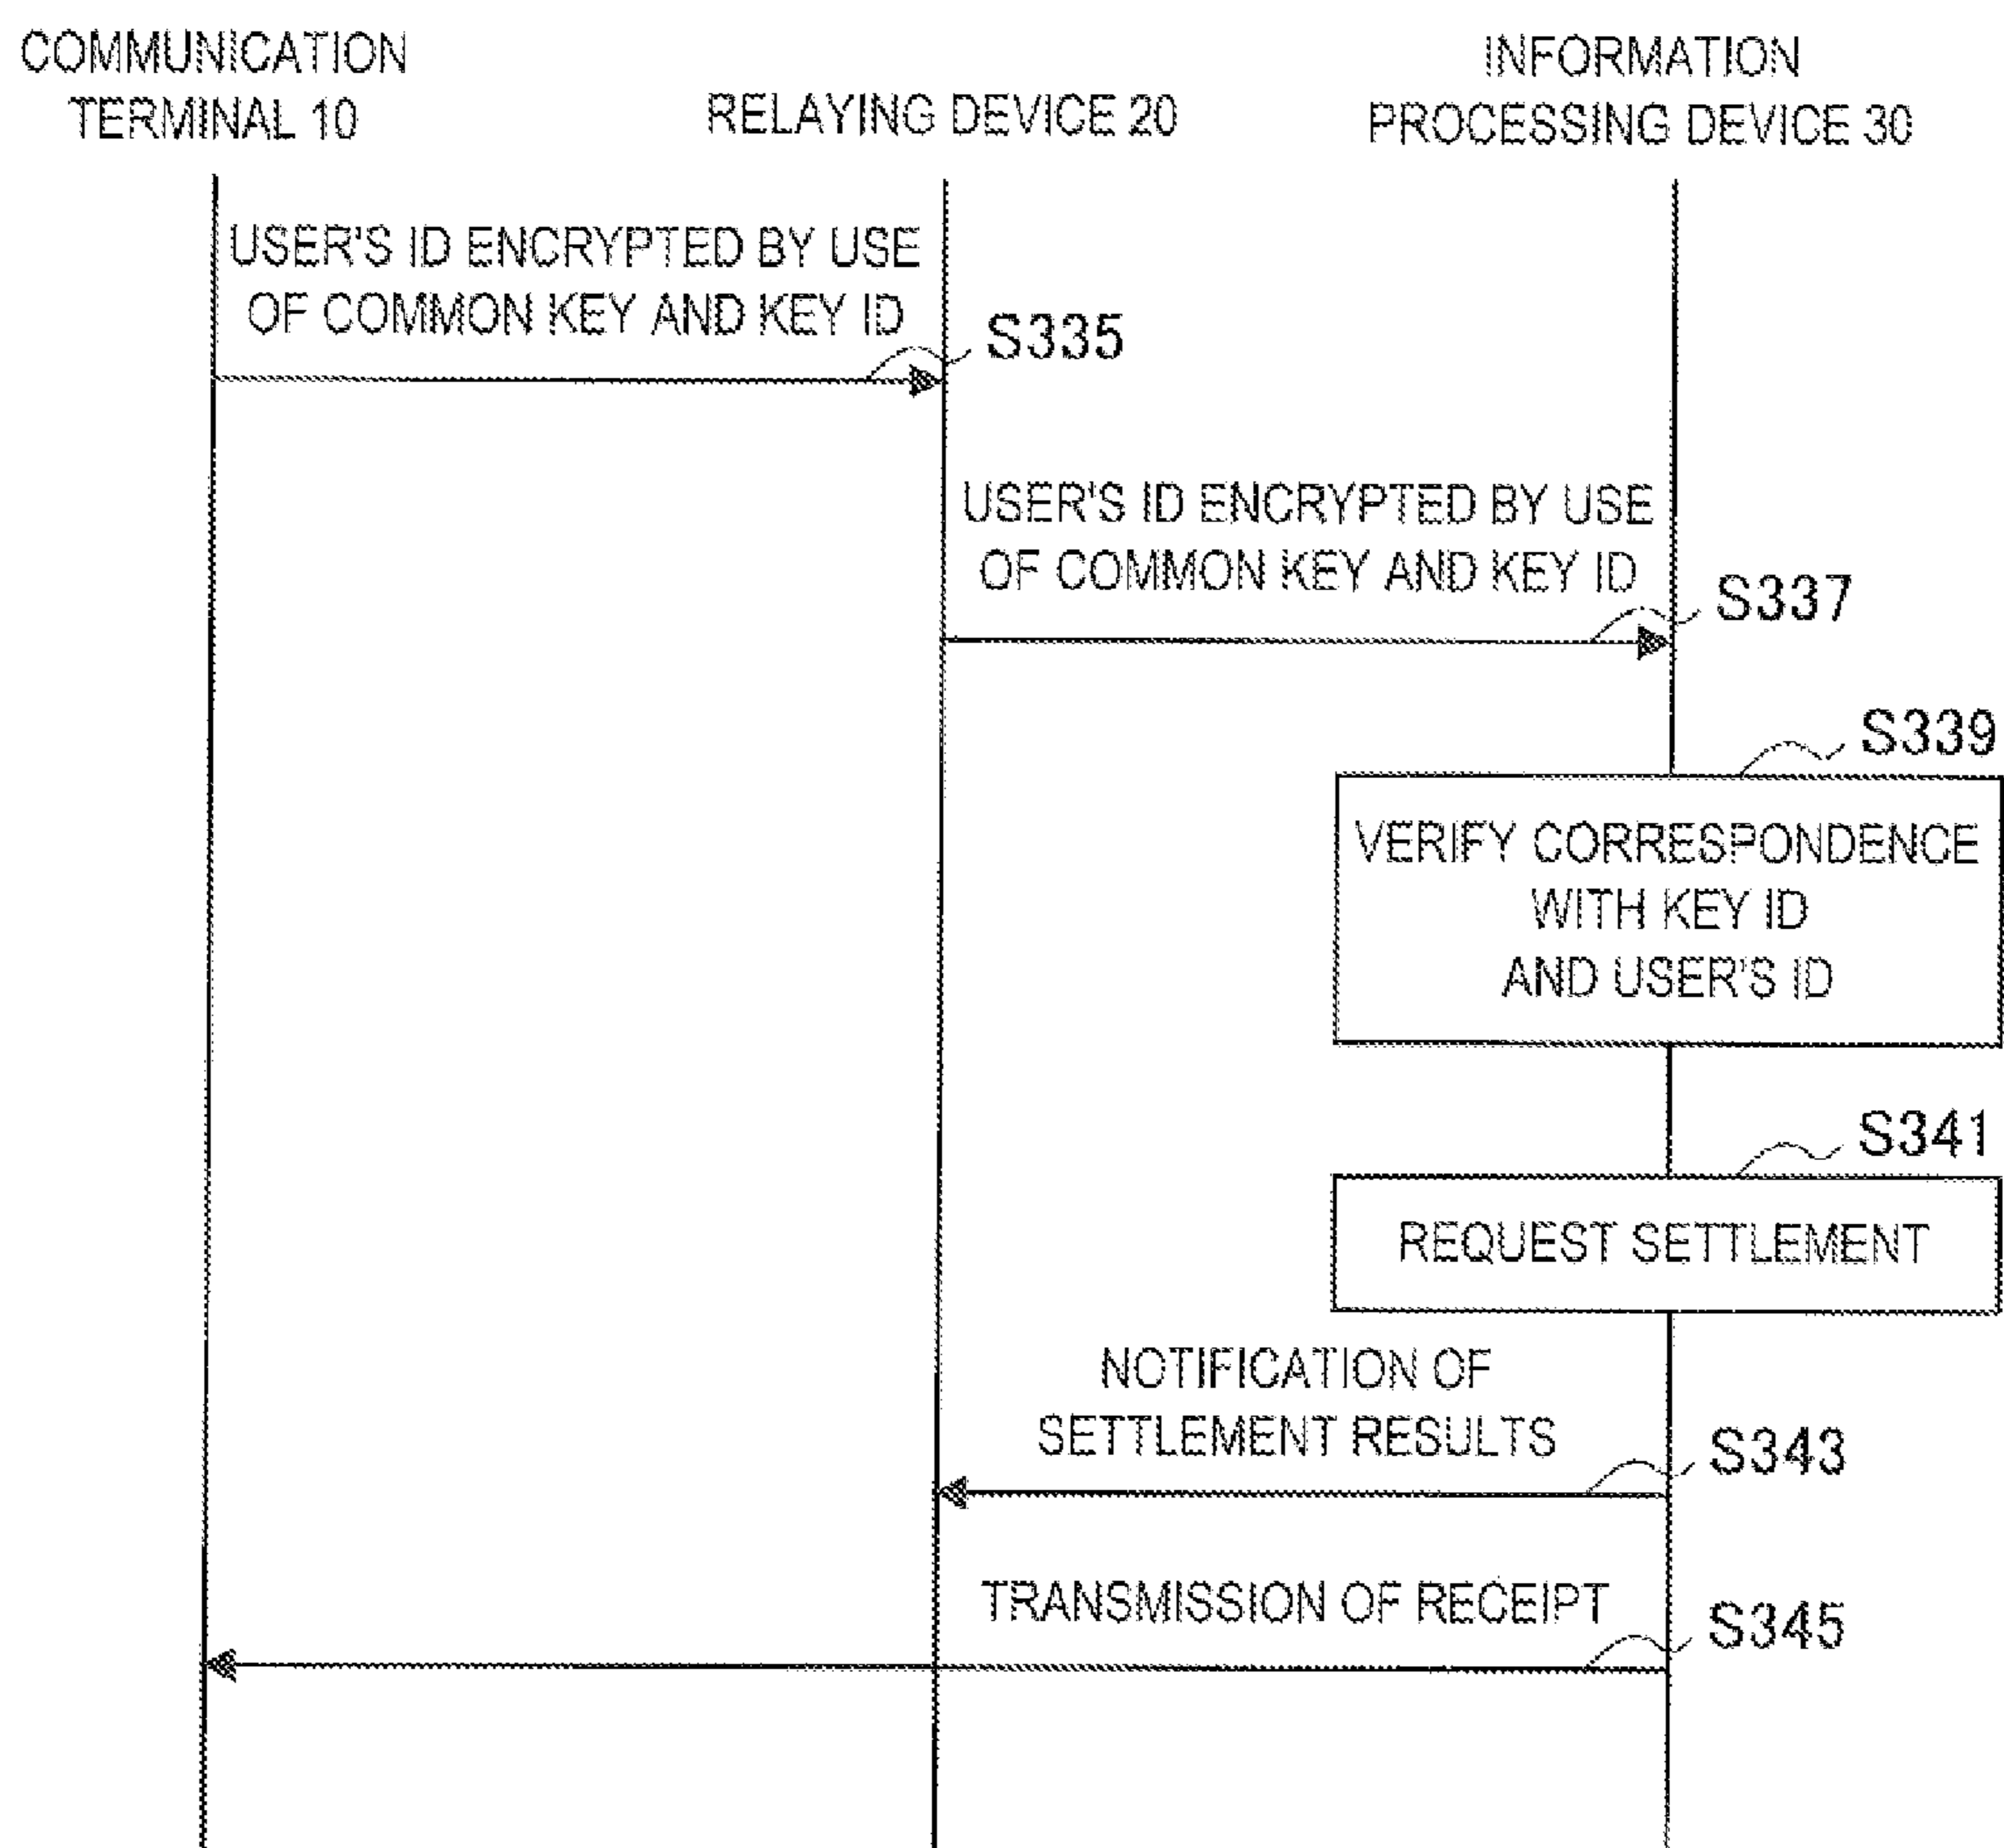 COMMUNICATION
TERMINAL 10
RELAYING DEVICE 20
INFORMATION
PROCESSING DEVICE 30
USER'S ID ENCRYPTED BY USE
OF COMMON KEY AND KEY ID
S335
USER'S ID ENCRYPTED BY USE
OF COMMON KEY AND KEY ID
S337
S339
VERIFY CORRESPONDENCE
WITH KEY ID
AND USER'S ID
S341
REQUEST SETTLEMENT
NOTIFICATION OF
SETTLEMENT RESULTS
S343
TRANSMISSION OF RECEIPT
S345